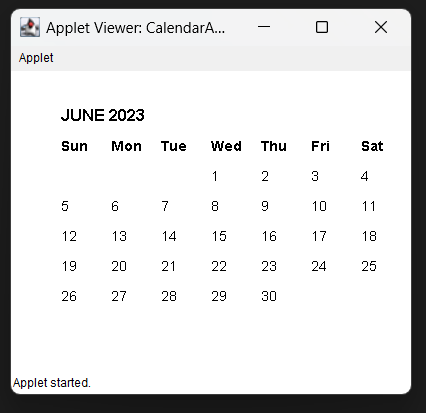 Applet Viewer: CalendarA...
Applet
JUNE 2023
Sun Mon Tue Wed Thu Fri Sat
1 2 3 4
5 6 7 8 9 10 11
12 13 14 15 16 17 18
19 20 21 22 23 24 25
26 27 28 29 30
Applet started.